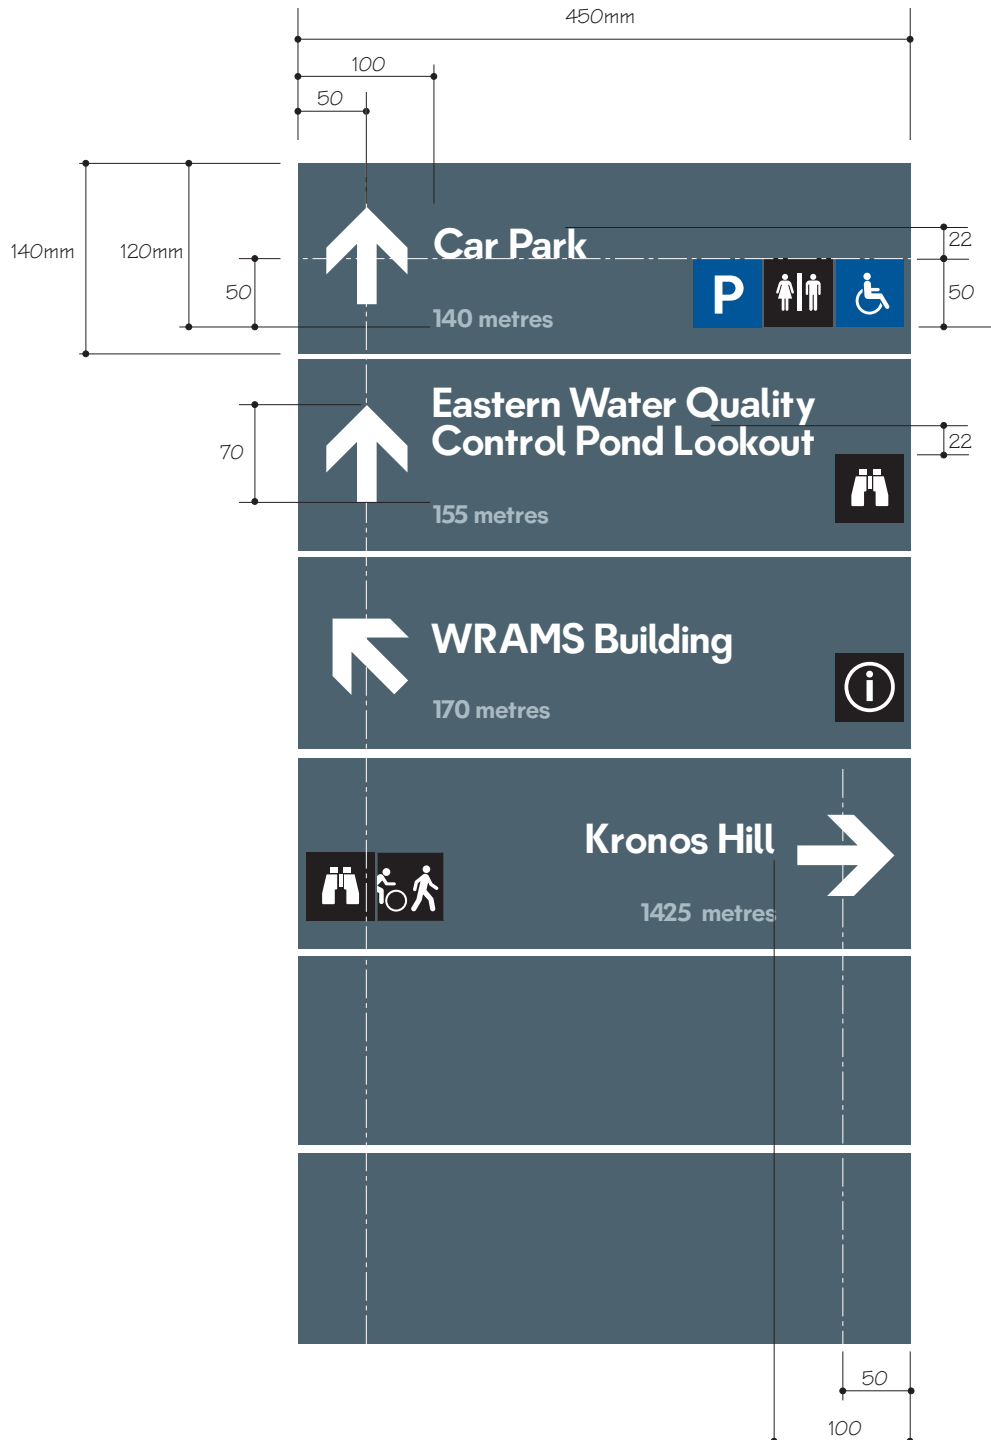 450mm
100
50
140mm
120mm
50
Car Park
22
50
P
140 metres
70
Eastern Water Quality
Control Pond Lookout
22
155 metres
WRAMS Building
i
170 metres
Kronos Hill
1425 metres
50
100